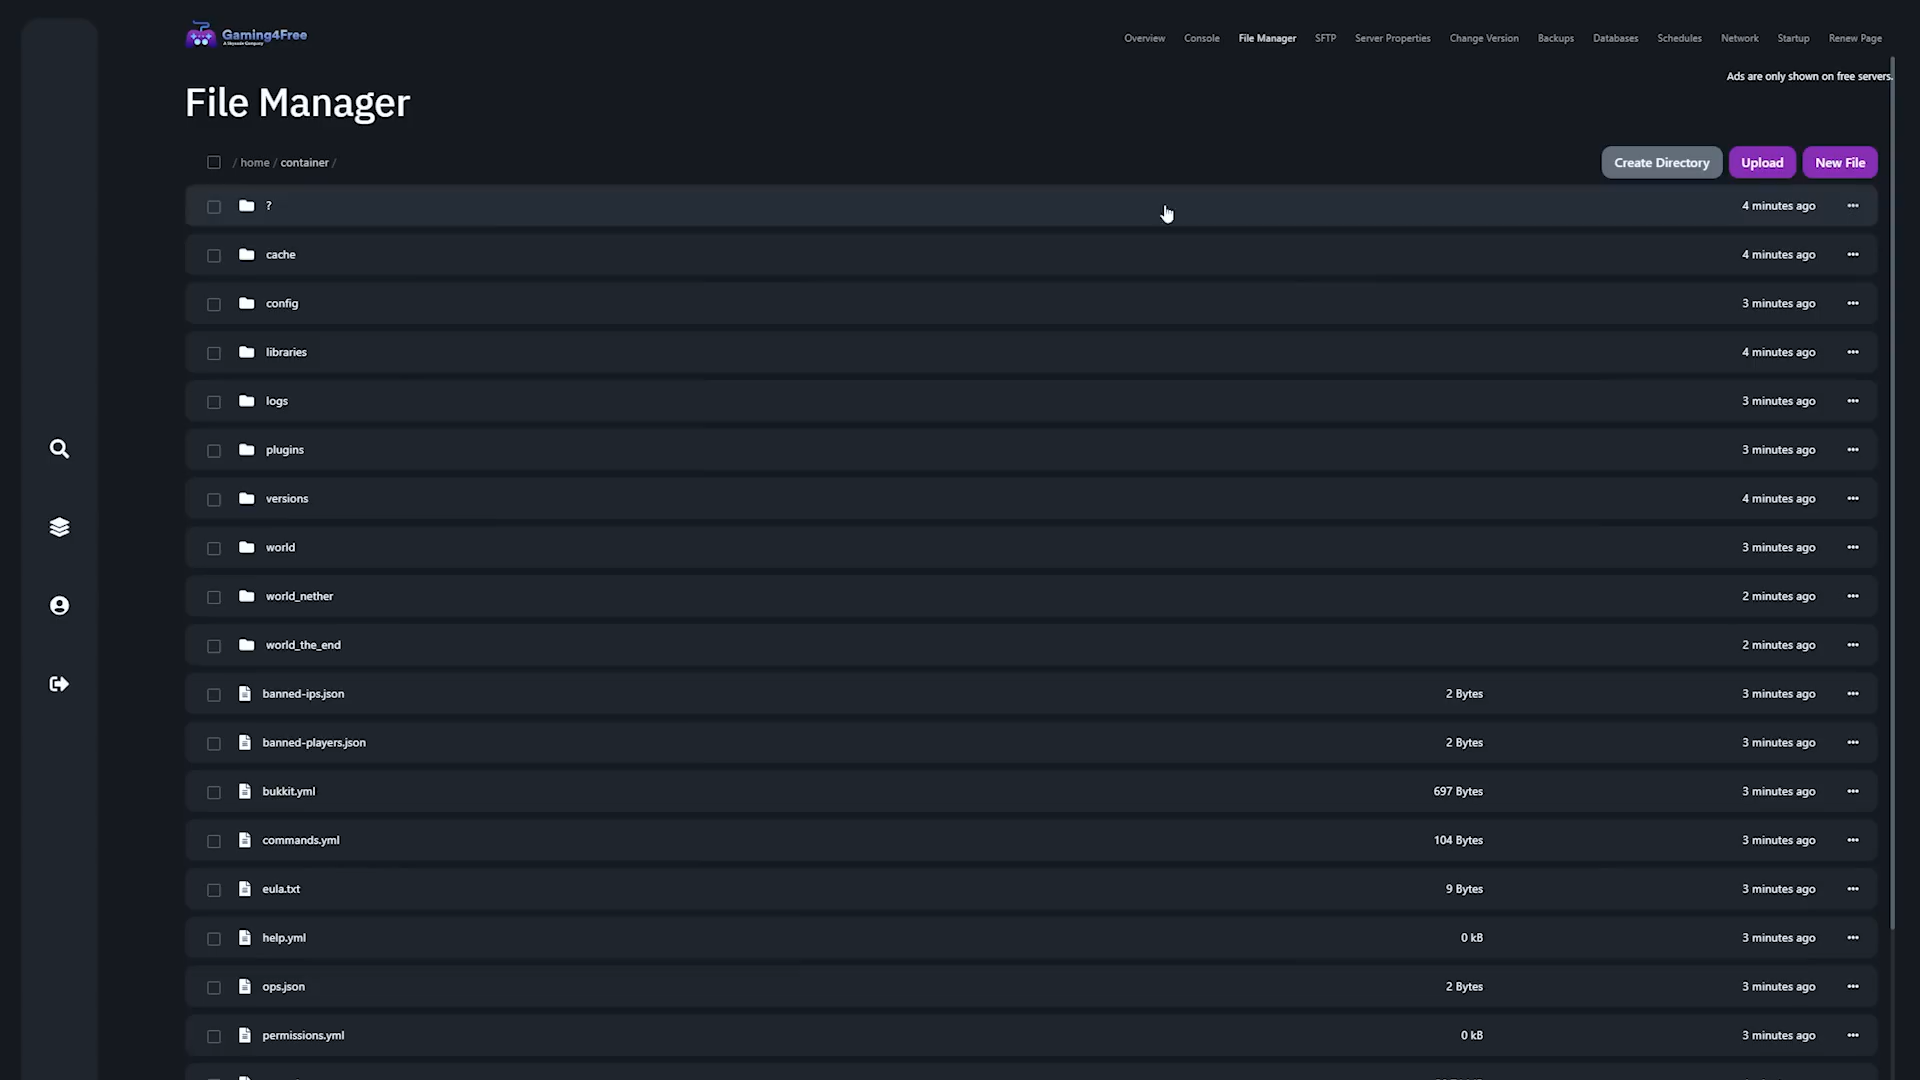 Gaming4Free
A Skynode Company
Overview Console File Manager SFTP Server Properties Change Version Backups Databases Schedules Network Startup Renew Page
Ads are only shown on free servers.
File Manager
/ home / container /
Create Directory Upload New File
? 4 minutes ago
cache 4 minutes ago
config 3 minutes ago
libraries 4 minutes ago
logs 3 minutes ago
plugins 3 minutes ago
versions 4 minutes ago
world 3 minutes ago
world_nether 2 minutes ago
world_the_end 2 minutes ago
banned-ips.json 2 Bytes 3 minutes ago
banned-players.json 2 Bytes 3 minutes ago
bukkit.yml 697 Bytes 3 minutes ago
commands.yml 104 Bytes 3 minutes ago
eula.txt 9 Bytes 3 minutes ago
help.yml 0 kB 3 minutes ago
ops.json 2 Bytes 3 minutes ago
permissions.yml 0 kB 3 minutes ago